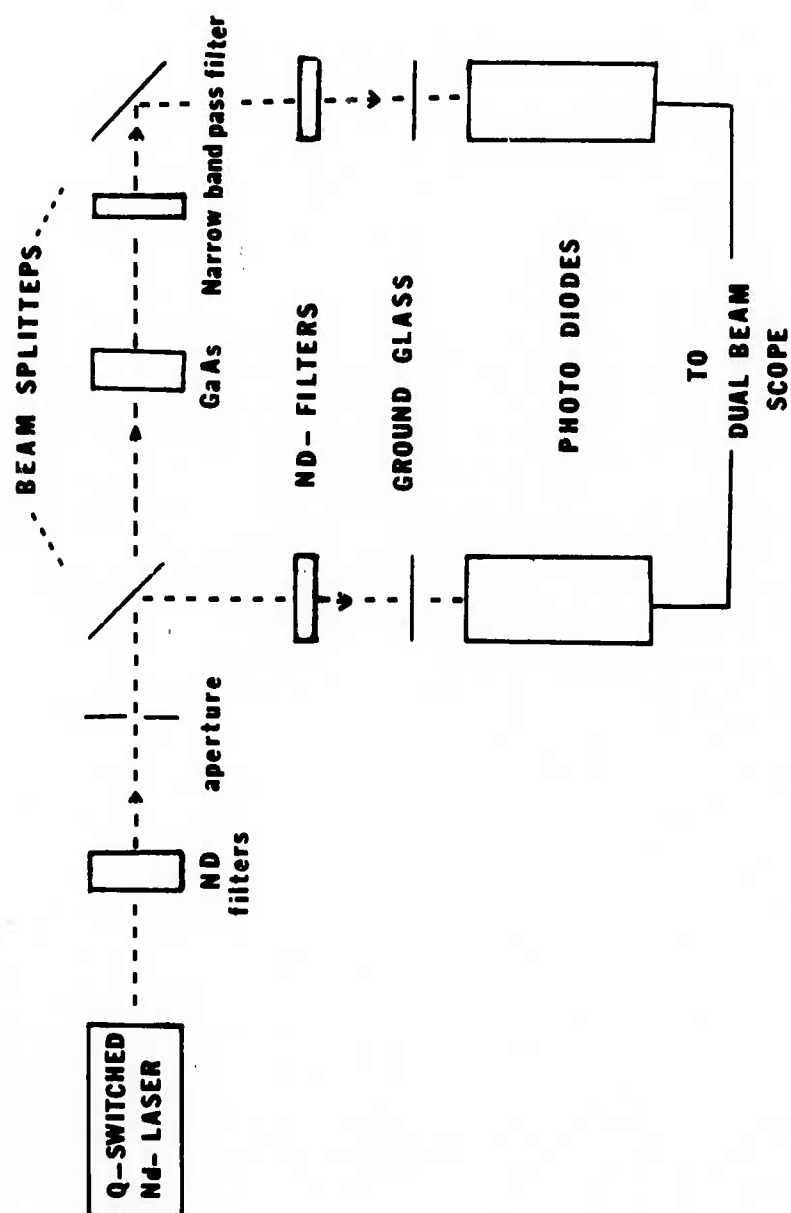 BEAM SPLITTEPS
Q-SWITCHED
Nd-LASER
ND
filters
aperture
GaAs
Narrow band pass filter
ND-FILTERS
GROUND GLASS
PHOTO DIODES
TO
DUAL BEAM
SCOPE